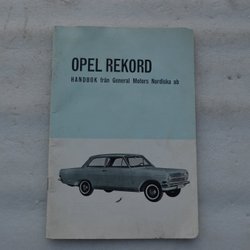 OPEL REKORD
HANDBOK från General Motors Nordiska ab